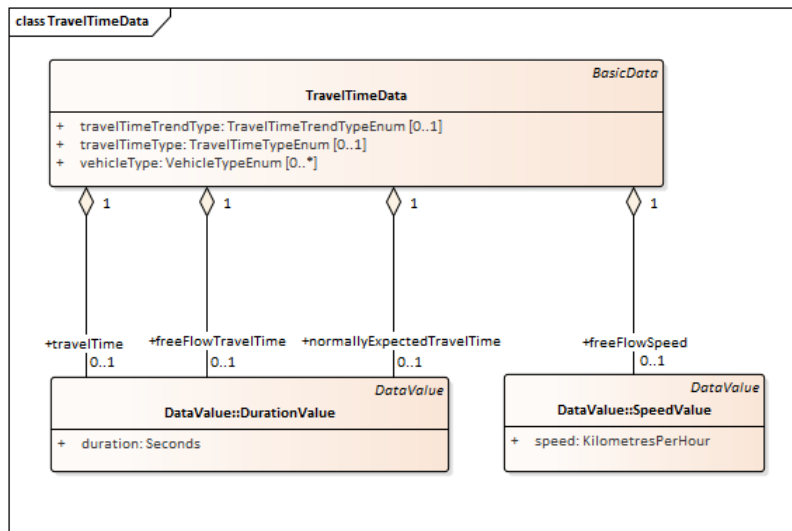 class TravelTimeData
BasicData
TravelTimeData
+ travelTimeTrendType: TravelTimeTrendTypeEnum [0..1]
+ travelTimeType: TravelTimeTypeEnum [0..1]
+ vehicleType: VehicleTypeEnum [0..*]
1 1 1 1
+travelTime +freeFlowTravelTime +normallyExpectedTravelTime +freeFlowSpeed
0..1 0..1 0..1 0..1
DataValue
DataValue::DurationValue
+ duration: Seconds
DataValue
DataValue::SpeedValue
+ speed: KilometresPerHour